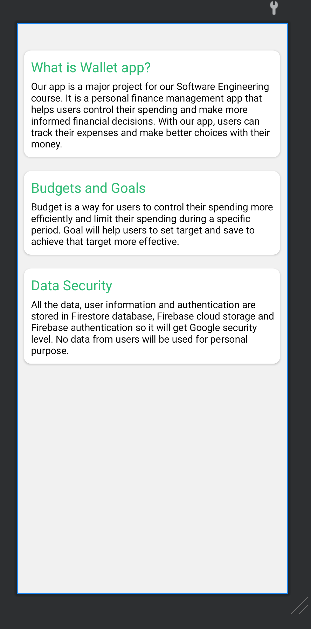 What is Wallet app?
Our app is a major project for our Software Engineering
course. It is a personal finance management app that
helps users control their spending and make more
informed financial decisions. With our app, users can
track their expenses and make better choices with their
money.
Budgets and Goals
Budget is a way for users to control their spending more
efficiently and limit their spending during a specific
period. Goal will help users to set target and save to
achieve that target more effective.
Data Security
All the data, user information and authentication are
stored in Firestore database, Firebase cloud storage and
Firebase authentication so it will get Google security
level. No data from users will be used for personal
purpose.